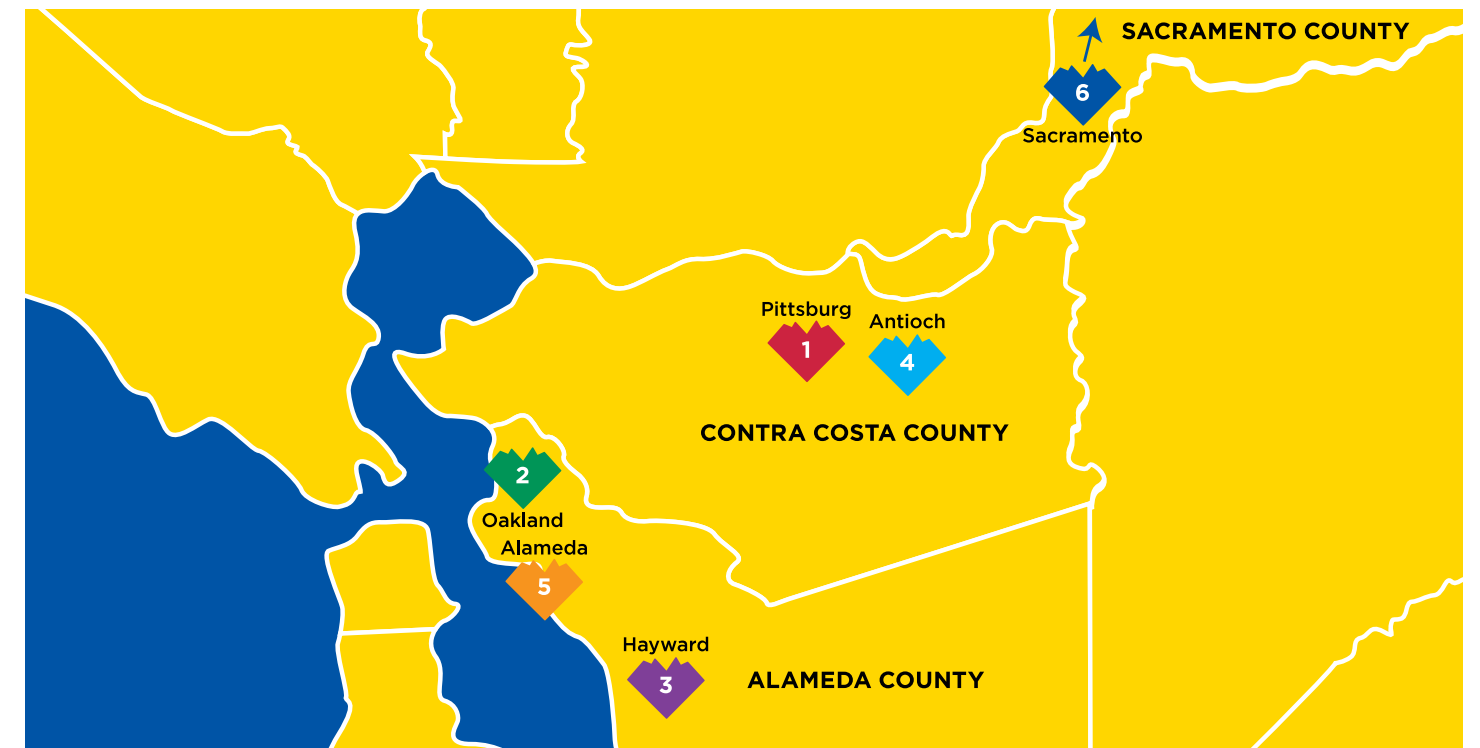 SACRAMENTO COUNTY
6
Sacramento
Pittsburg
1
Antioch
4
CONTRA COSTA COUNTY
2
Oakland
Alameda
5
Hayward
3
ALAMEDA COUNTY